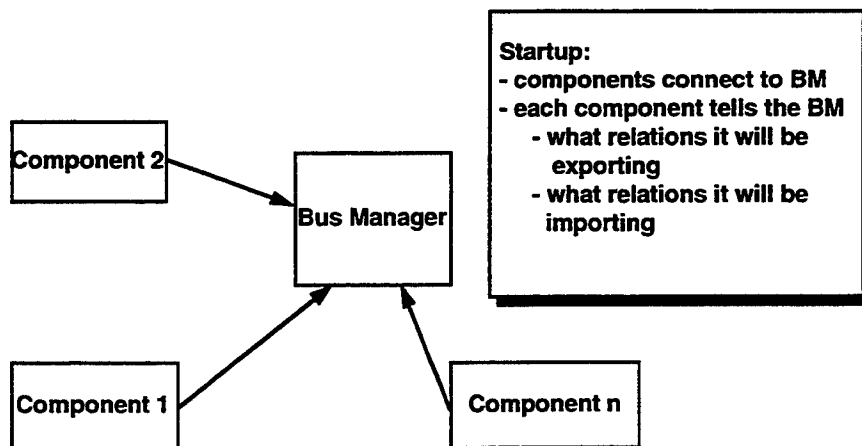 Startup:
- components connect to BM
- each component tells the BM
- what relations it will be
exporting
- what relations it will be
importing
Component 2
Bus Manager
Component 1
Component n